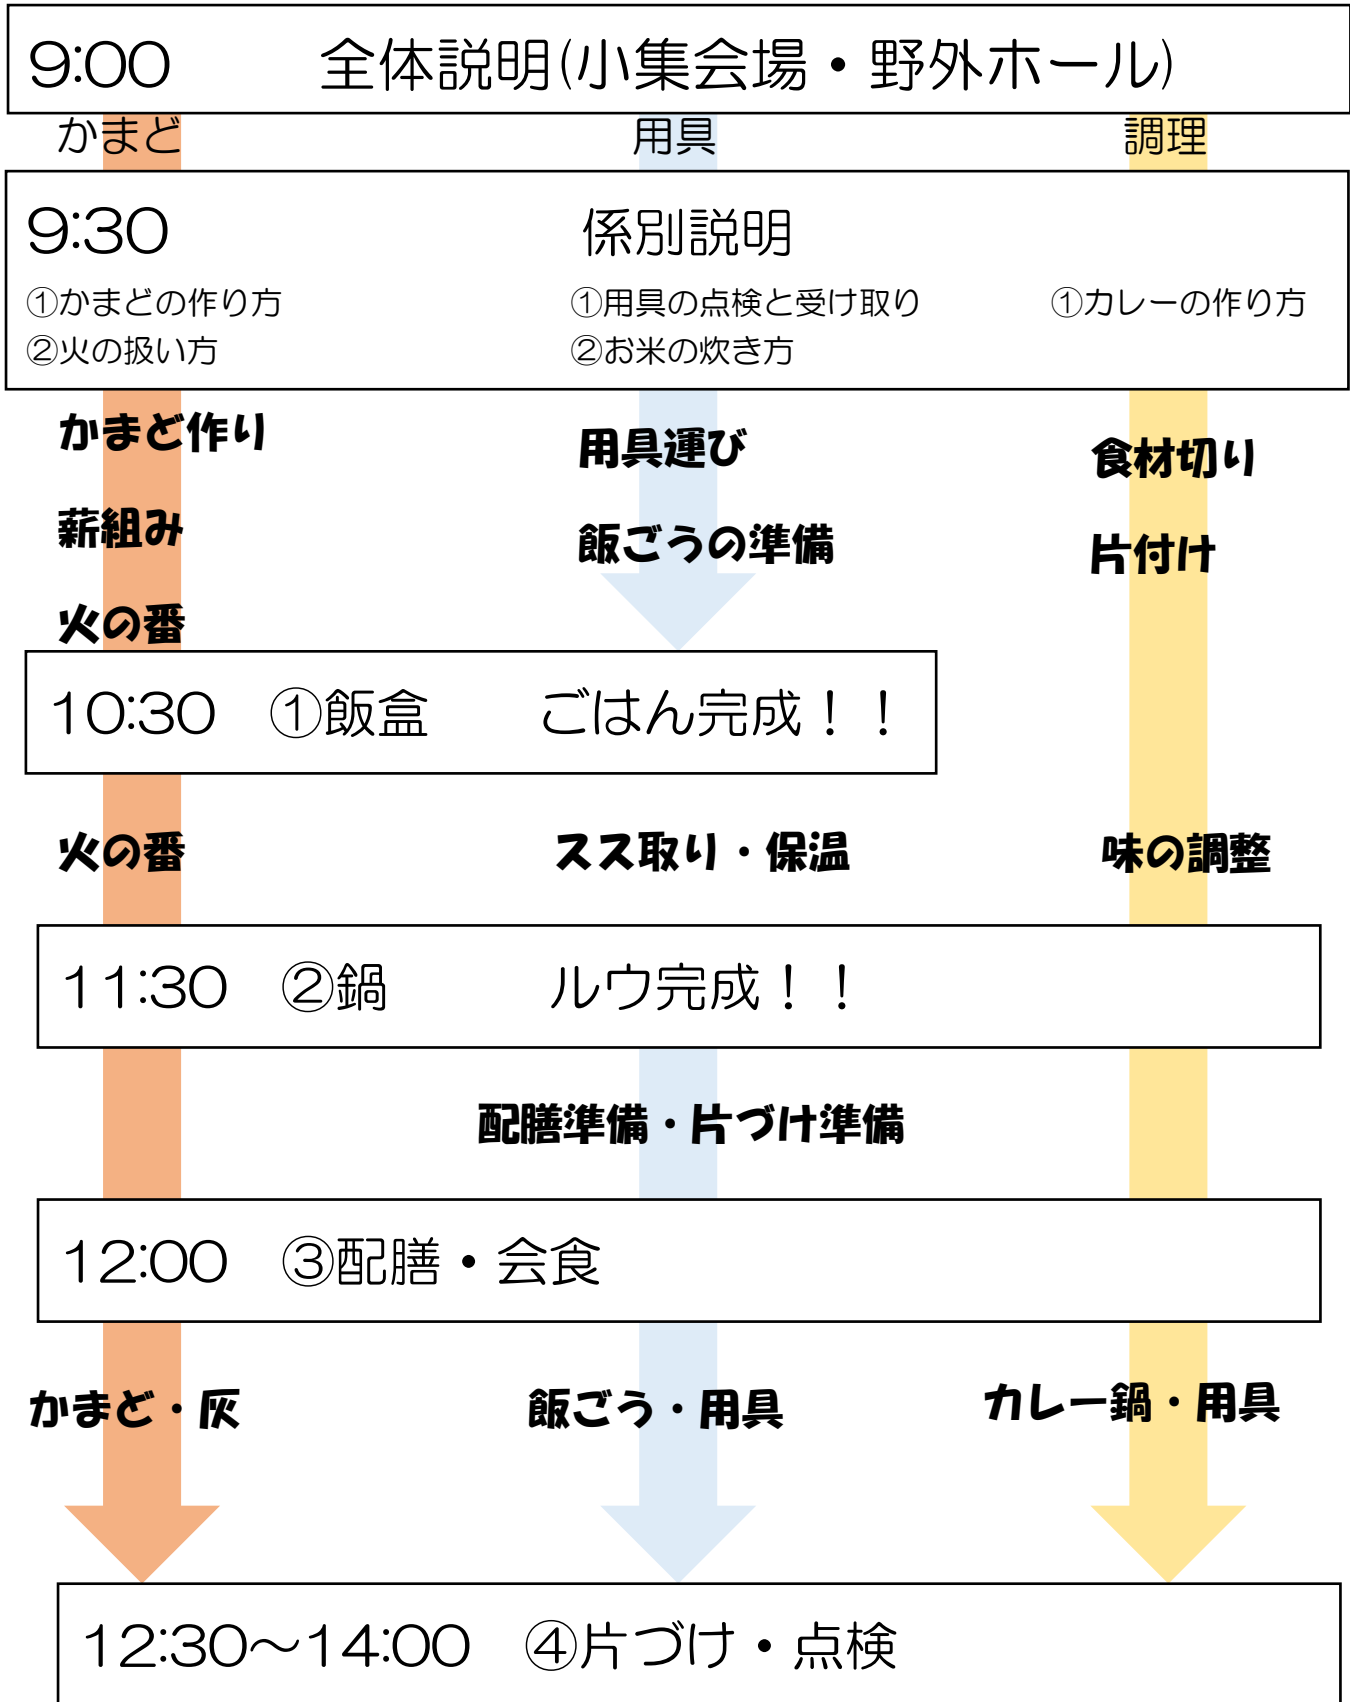 9:00 全体説明(小集会場・野外ホール)
かまど 用具 調理
9:30 係別説明
①かまどの作り方 ①用具の点検と受け取り ①カレーの作り方
②火の扱い方 ②お米の炊き方
かまど作り 用具運び 食材切り
薪組み 飯ごうの準備 片付け
火の番
10:30 ①飯盒 ごはん完成！！
火の番 スス取り・保温 味の調整
11:30 ②鍋 ルウ完成！！
配膳準備・片づけ準備
12:00 ③配膳・会食
かまど・灰 飯ごう・用具 カレー鍋・用具
12:30～14:00 ④片づけ・点検